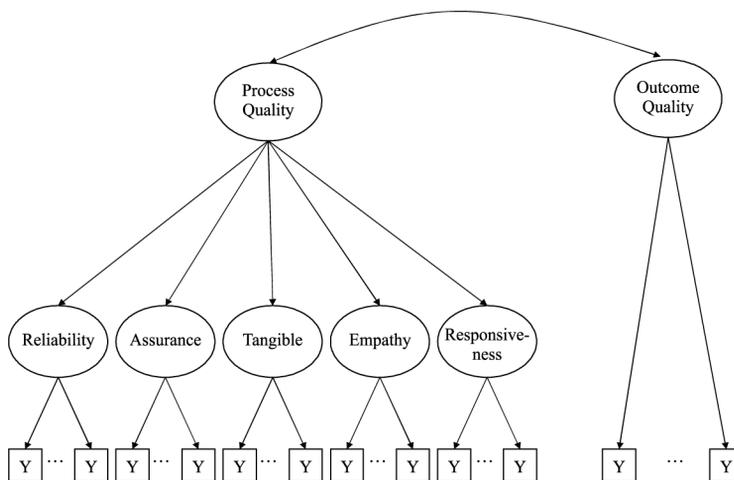 Process
Quality
Outcome
Quality
Reliability
Assurance
Tangible
Empathy
Responsive-
ness
Y ... Y Y ... Y Y ... Y Y ... Y Y ... Y Y ... Y